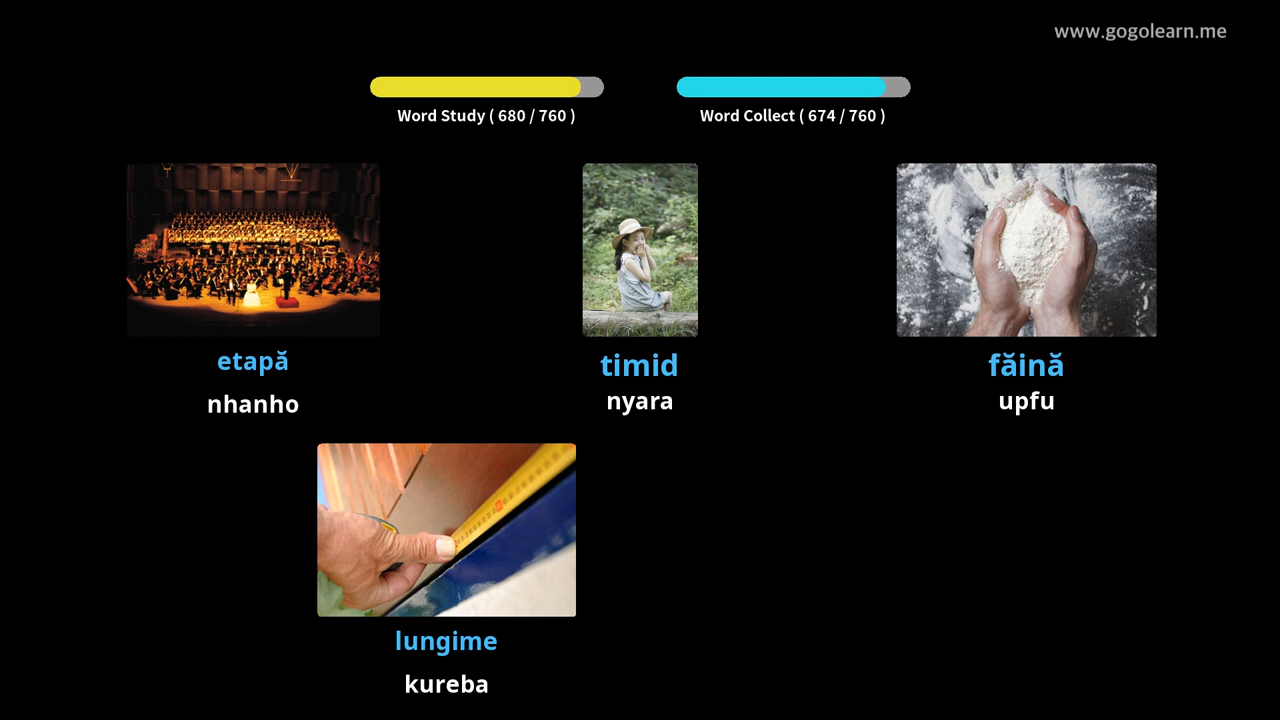 www.gogolearn.me
Word Study ( 680 / 760 )
Word Collect ( 674 / 760 )
etapă
nhanho
timid
nyara
făină
upfu
lungime
kureba